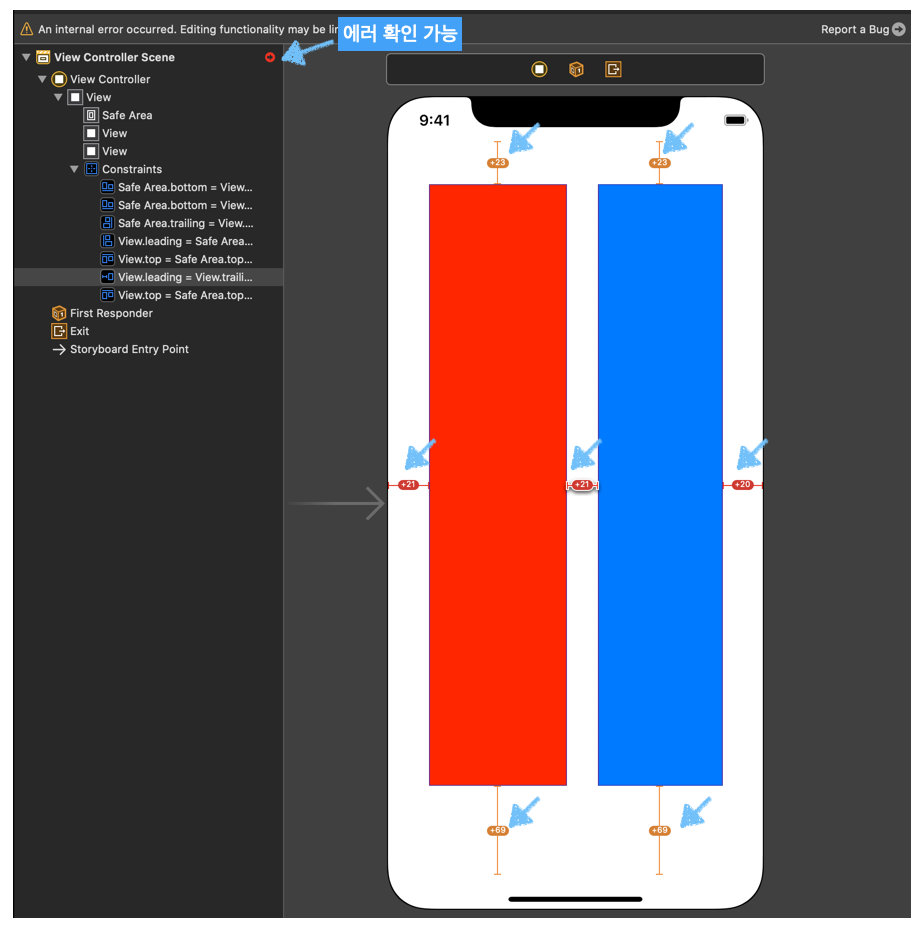 An internal error occurred. Editing functionality may be li
에러 확인 가능
Report a Bug
View Controller Scene
View Controller
View
Safe Area
View
View
Constraints
Safe Area.bottom = View...
Safe Area.bottom = View...
Safe Area.trailing = View....
View.leading = Safe Area...
View.top = Safe Area.top...
View.leading = View.traili...
View.top = Safe Area.top...
First Responder
Exit
Storyboard Entry Point
9:41
+23 +23
+21 +21 +20
+69 +69